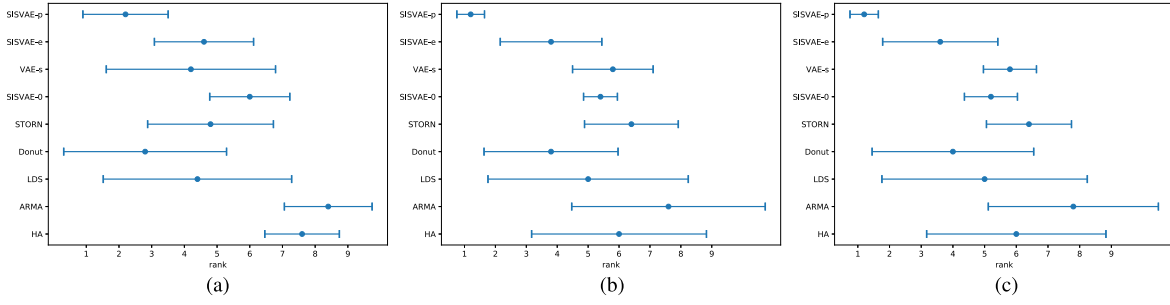 SISVAE-p
SISVAE-e
VAE-s
SISVAE-0
STORN
Donut
LDS
ARMA
HA
1 2 3 4 5 6 7 8 9
rank
(a)
SISVAE-p
SISVAE-e
VAE-s
SISVAE-0
STORN
Donut
LDS
ARMA
HA
1 2 3 4 5 6 7 8 9
rank
(b)
SISVAE-p
SISVAE-e
VAE-s
SISVAE-0
STORN
Donut
LDS
ARMA
HA
1 2 3 4 5 6 7 8 9
rank
(c)